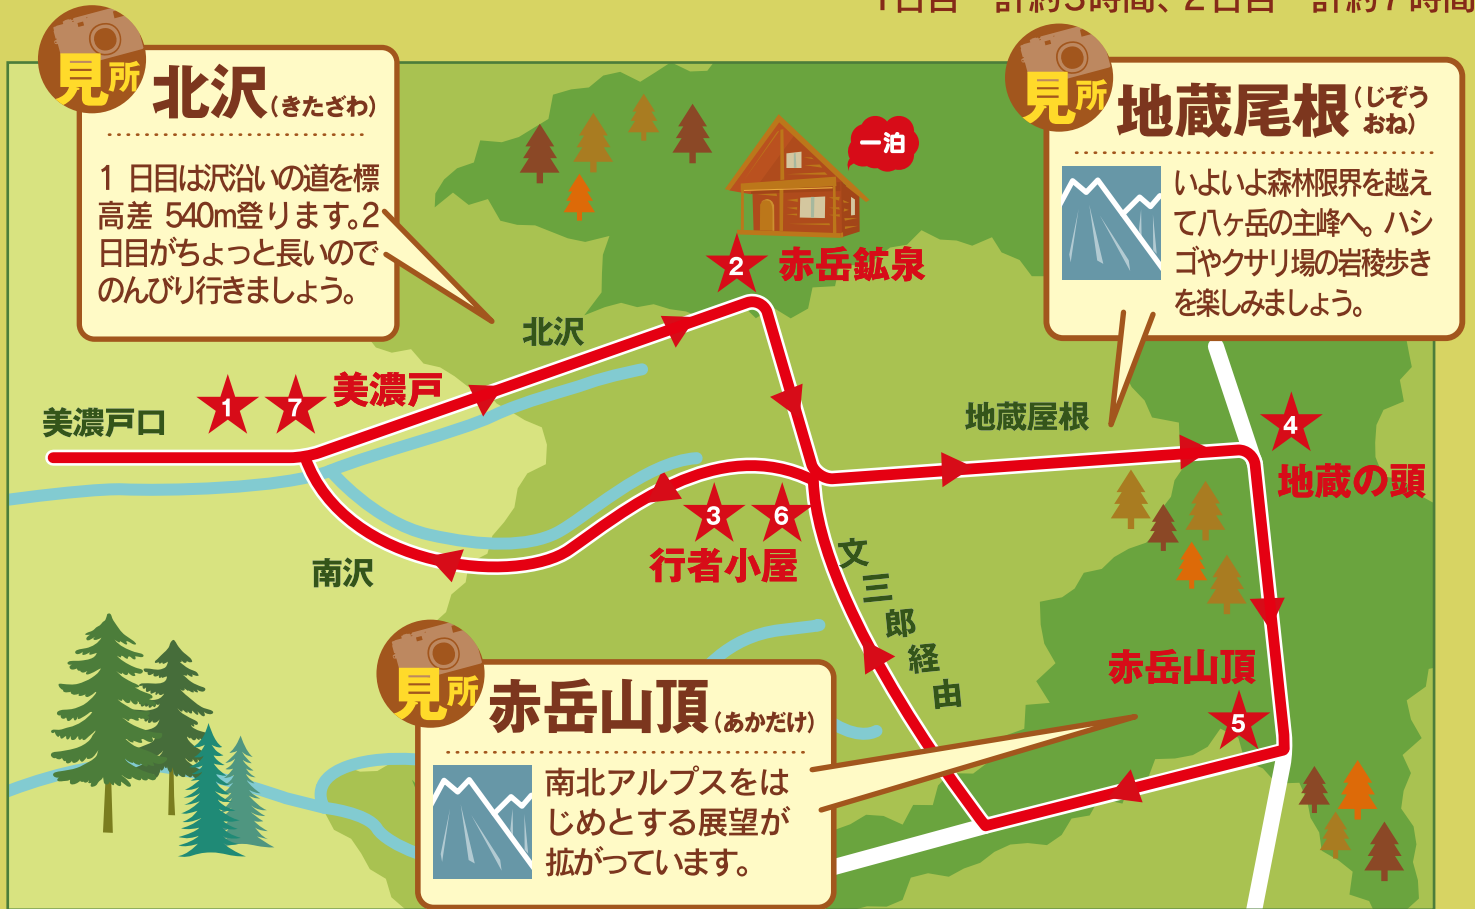 1日目 計約3時間、2日目 計約7時間
見所
北沢(きたざわ)
1 日目は沢沿いの道を標
高差 540m登ります。2
日目がちょっと長いので
のんびり行きましょう。
見所
地蔵尾根(じぞう
おね)
いよいよ森林限界を越え
て八ヶ岳の主峰へ。ハシ
ゴやクサリ場の岩稜歩き
を楽しみましょう。
一泊
2
赤岳鉱泉
北沢
美濃戸口
1
7
美濃戸
地蔵屋根
4
地蔵の頭
3
6
行者小屋
南沢
文三郎経由
赤岳山頂
5
見所
赤岳山頂(あかだけ)
南北アルプスをは
じめとする展望が
拡がっています。